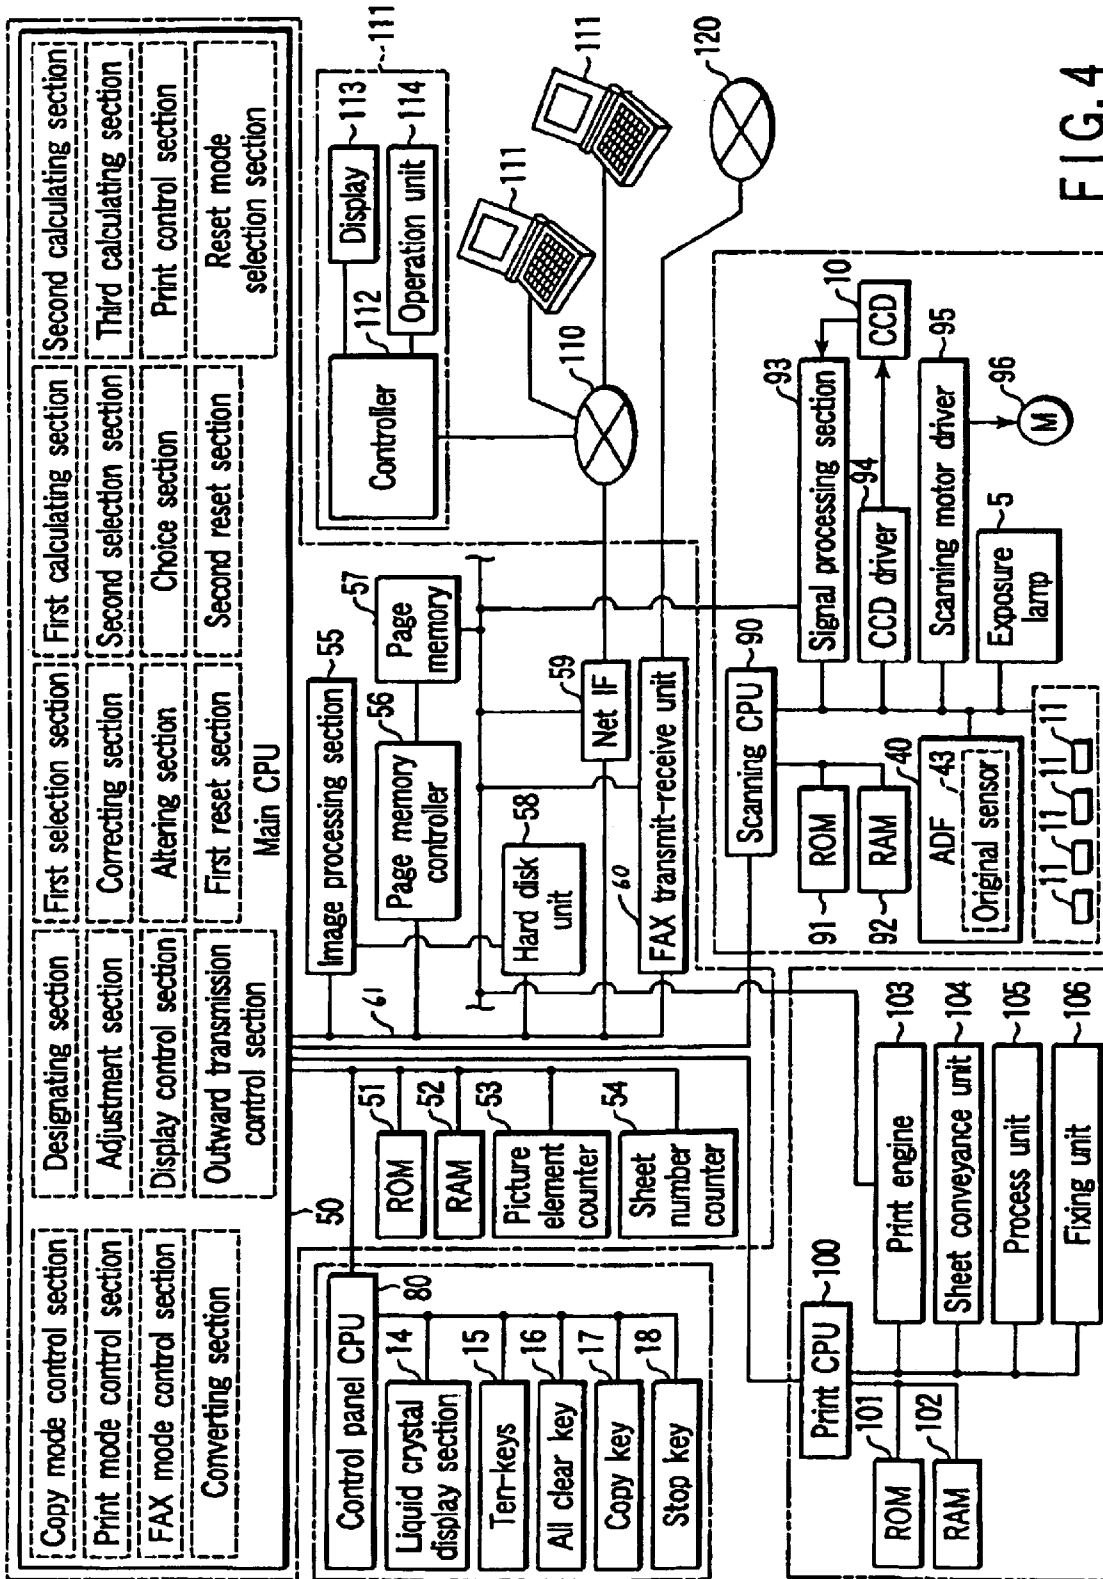 Copy mode control section
Designating section
First selection section
First calculating section
Second calculating section
Print mode control section
Adjustment section
Correcting section
Second selection section
Third calculating section
FAX mode control section
Display control section
Altering section
Choice section
Print control section
Converting section
Outward transmission
control section
First reset section
Second reset section
Reset mode
selection section
Main CPU
50
Control panel CPU
80
14
Liquid crystal
display section
15
Ten-keys
16
All clear key
17
Copy key
18
Stop key
51
ROM
52
RAM
53
Picture
element
counter
54
Sheet
number
counter
61
55
Image processing section
56
Page memory
controller
57
Page
memory
58
Hard disk
unit
59
Net IF
60
FAX transmit-receive unit
111
112
Controller
113
Display
114
Operation unit
110
111
111
120
100
Print CPU
101
ROM
102
RAM
103
Print engine
104
Sheet conveyance unit
105
Process unit
106
Fixing unit
90
Scanning CPU
91
ROM
92
RAM
40
ADF
43
Original sensor
11
11
11
11
93
Signal processing section
94
CCD driver
10
CCD
95
Scanning motor driver
96
M
5
Exposure
lamp
FIG. 4